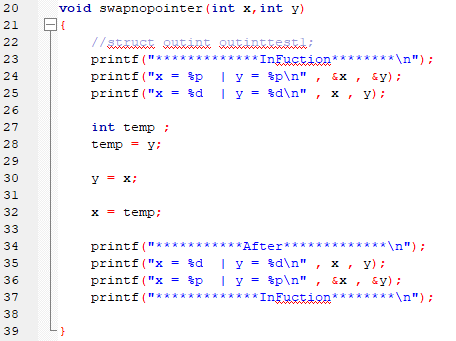 20 void swapnopointer(int x,int y)
21 {
22 //struct outint outinttest1;
23 printf("*************InFuction********\n");
24 printf("x = %p | y = %p\n" , &x , &y);
25 printf("x = %d | y = %d\n" , x , y);
26
27 int temp ;
28 temp = y;
29
30 y = x;
31
32 x = temp;
33
34 printf("***********After*************\n");
35 printf("x = %d | y = %d\n" , x , y);
36 printf("x = %p | y = %p\n" , &x , &y);
37 printf("*************InFuction********\n");
38
39 }